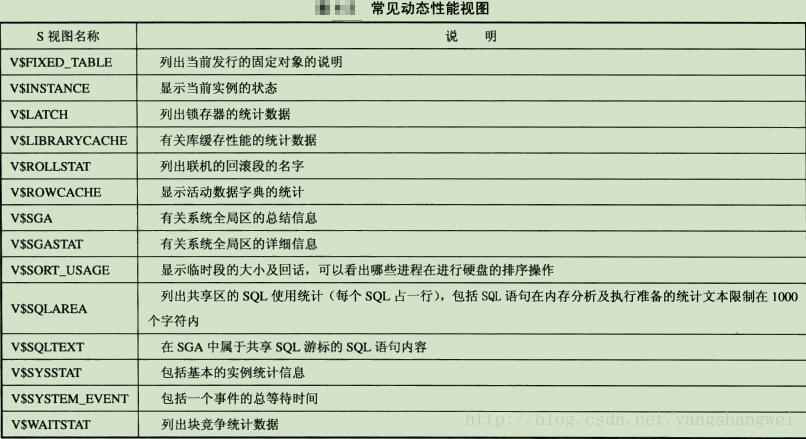 常见动态性能视图
S 视图名称 说 明
V$FIXED_TABLE 列出当前发行的固定对象的说明
V$INSTANCE 显示当前实例的状态
V$LATCH 列出锁存器的统计数据
V$LIBRARYCACHE 有关库缓存性能的统计数据
V$ROLLSTAT 列出联机的回滚段的名字
V$ROWCACHE 显示活动数据字典的统计
V$SGA 有关系统全局区的总结信息
V$SGASTAT 有关系统全局区的详细信息
V$SORT_USAGE 显示临时段的大小及回话，可以看出哪些进程在进行硬盘的排序操作
V$SQLAREA 列出共享区的 SQL 使用统计（每个 SQL 占一行），包括 SQL 语句在内存分析及执行准备的统计文本限制在 1000
个字符内
V$SQLTEXT 在 SGA 中属于共享 SQL 游标的 SQL 语句内容
V$SYSSTAT 包括基本的实例统计信息
V$SYSTEM_EVENT 包括一个事件的总等待时间
V$WAITSTAT 列出块竞争统计数据
http://blog.csdn.net/yangshangwei